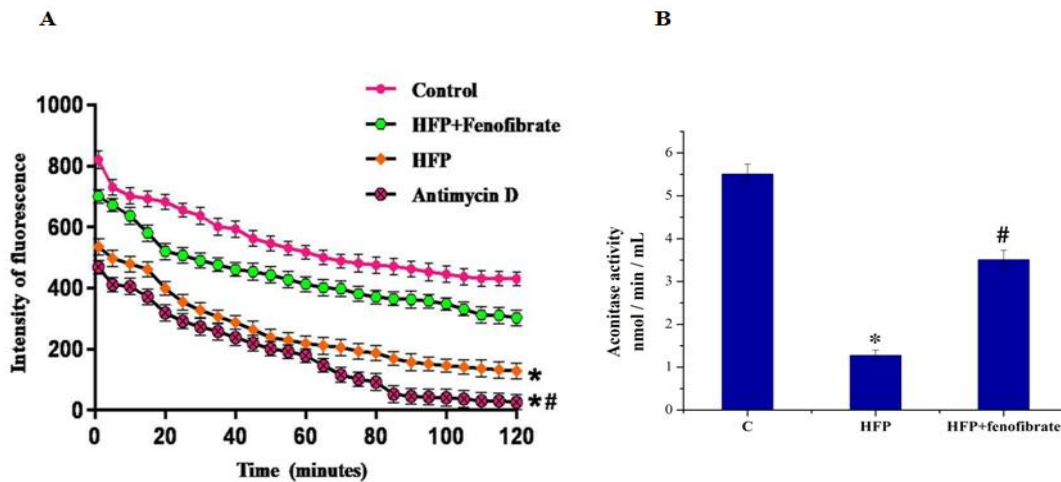 A
B
Control
HFP+Fenofibrate
HFP
Antimycin D
1000
800
600
400
200
0
Intensity of fluorescence
0 20 40 60 80 100 120
Time (minutes)
*
*#
6
5
4
3
2
1
0
Aconitase activity
nmol / min / mL
*
#
C HFP HFP+fenofibrate